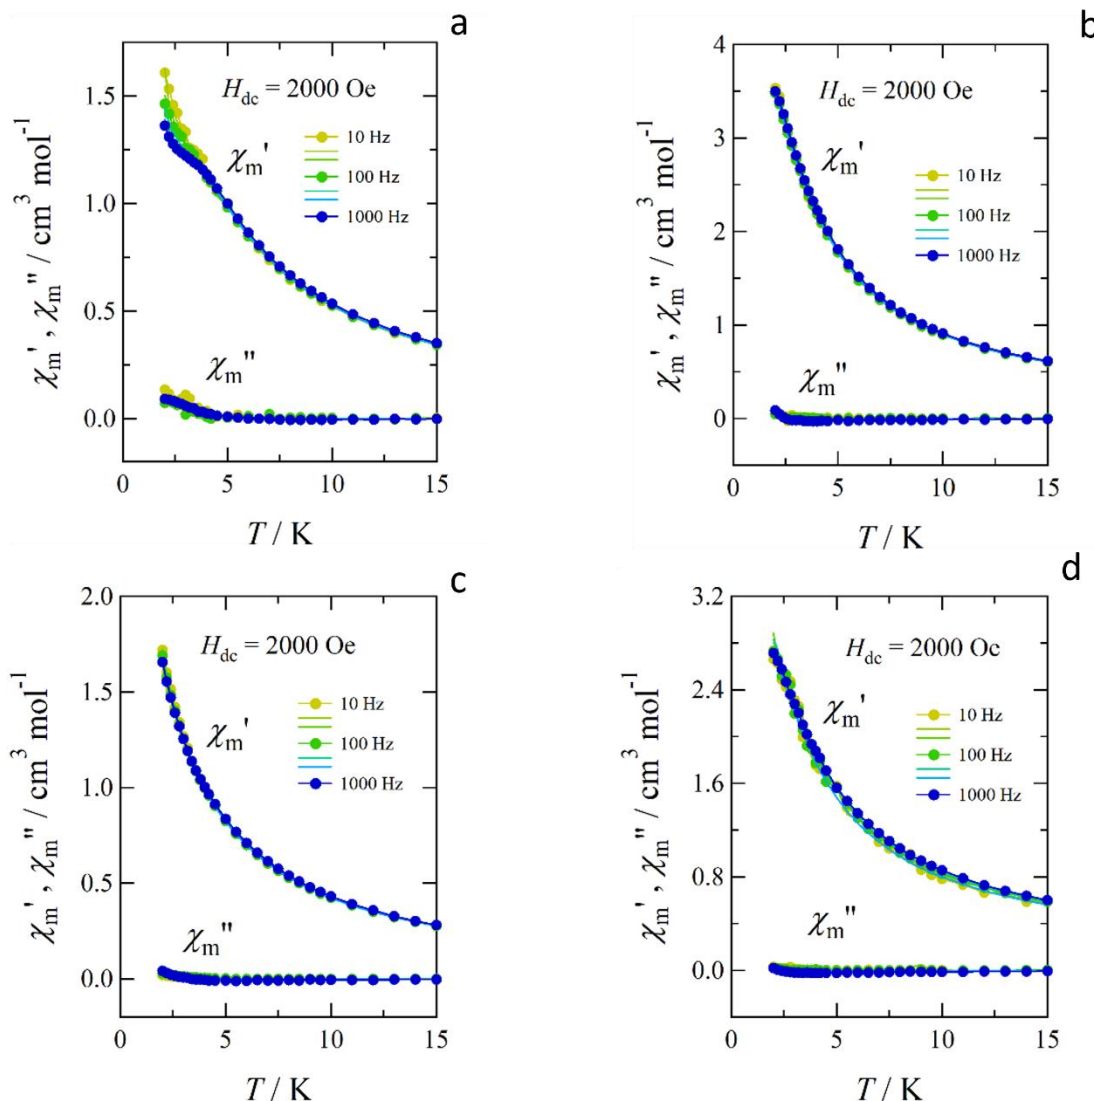 a
1.5
1.0
0.5
0.0
χm', χm'' / cm³ mol⁻¹
Hdc = 2000 Oe
χm'
10 Hz
100 Hz
1000 Hz
χm''
0 5 10 15
T / K
b
4
3
2
1
0
χm', χm'' / cm³ mol⁻¹
Hdc = 2000 Oe
χm'
10 Hz
100 Hz
1000 Hz
χm''
0 5 10 15
T / K
c
2.0
1.5
1.0
0.5
0.0
χm', χm'' / cm³ mol⁻¹
Hdc = 2000 Oe
χm'
10 Hz
100 Hz
1000 Hz
χm''
0 5 10 15
T / K
d
3.2
2.4
1.6
0.8
0.0
χm', χm'' / cm³ mol⁻¹
Hdc = 2000 Oe
χm'
10 Hz
100 Hz
1000 Hz
χm''
0 5 10 15
T / K